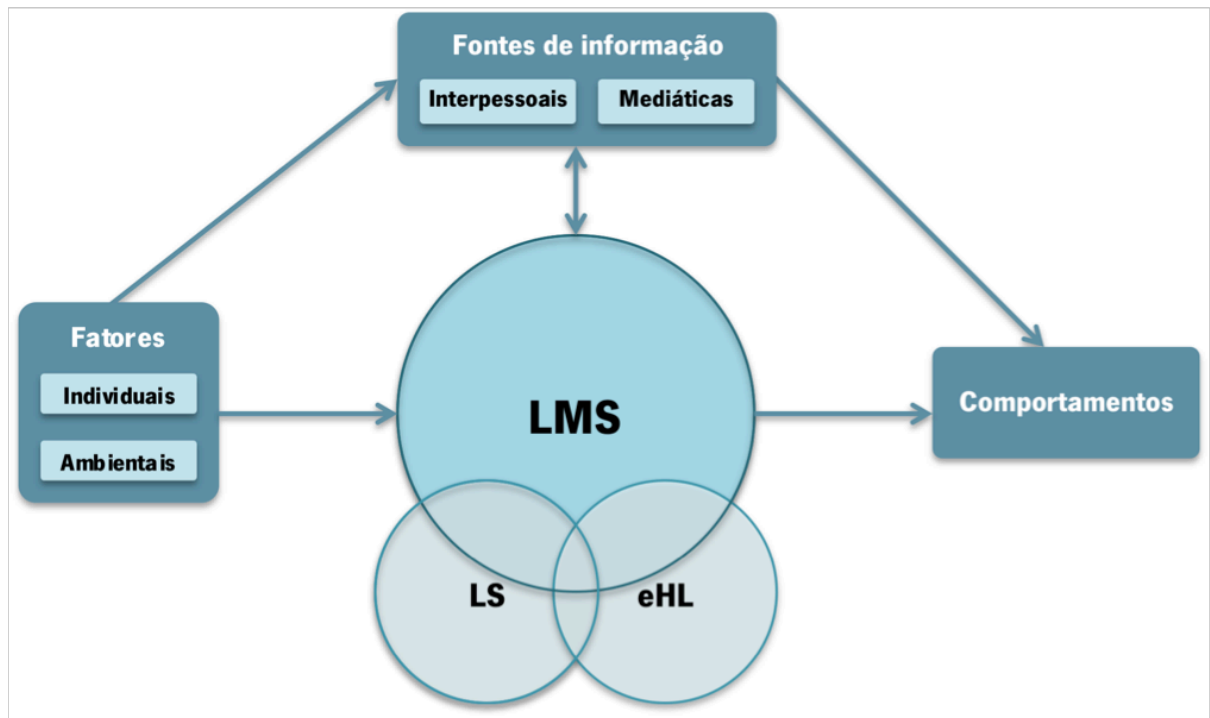 Fontes de informação
Interpessoais
Mediáticas
Fatores
Individuais
Ambientais
LMS
Comportamentos
LS
eHL